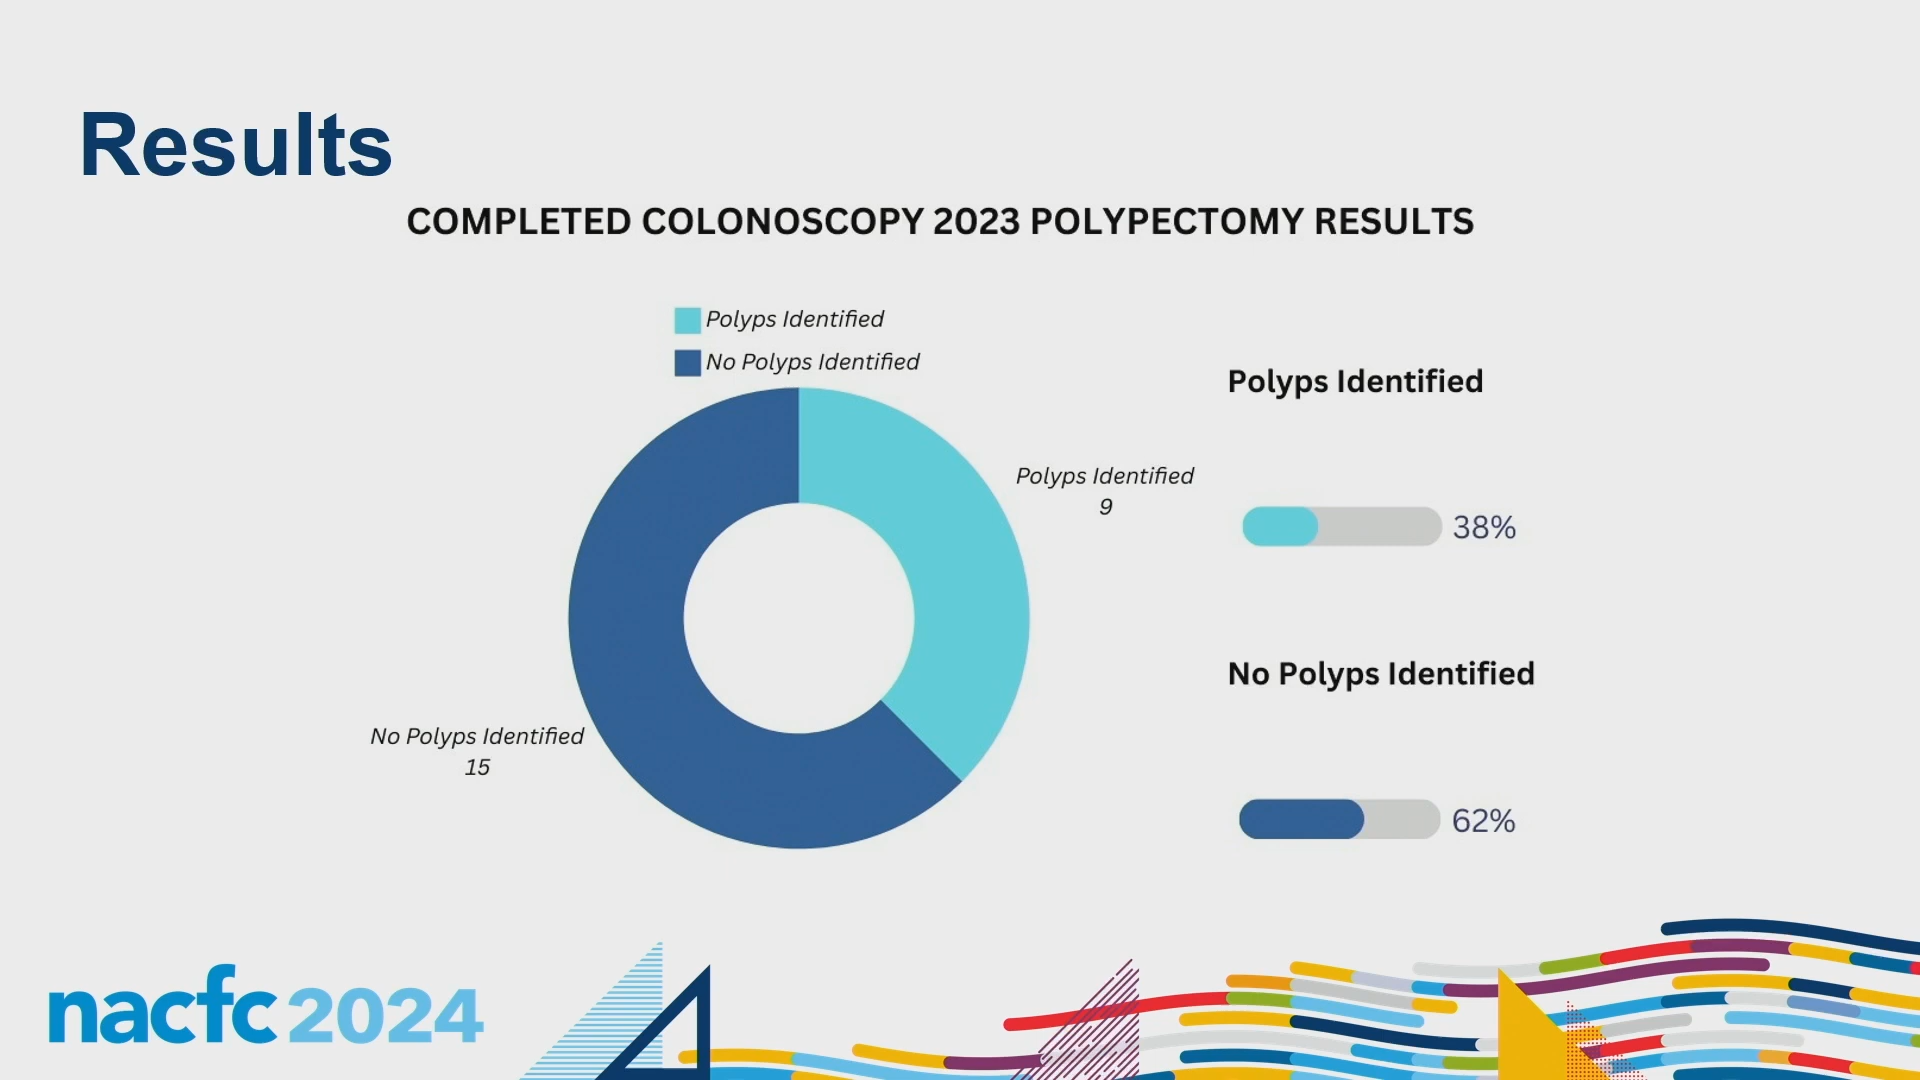 Results
COMPLETED COLONOSCOPY 2023 POLYPECTOMY RESULTS
Polyps Identified
No Polyps Identified
Polyps Identified
9
No Polyps Identified
15
Polyps Identified
38%
No Polyps Identified
62%
nacfc 2024